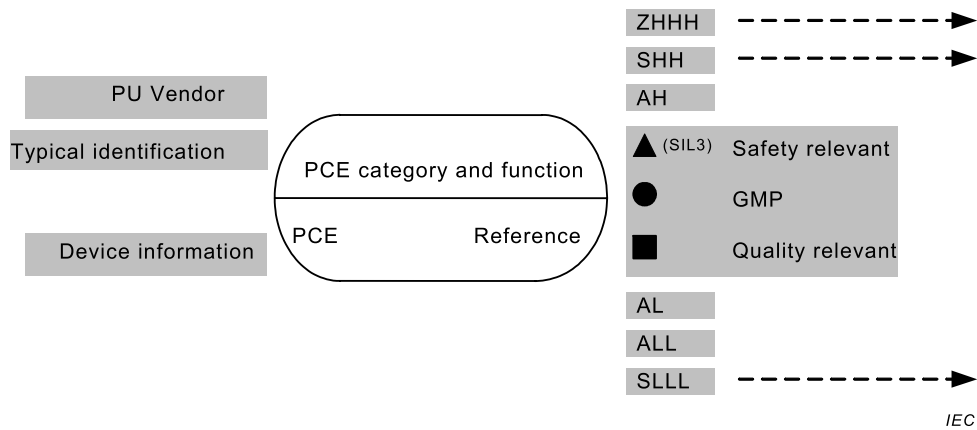 ZHHH
SHH
AH
PU Vendor
Typical identification
Device information
PCE category and function
PCE Reference
(SIL3) Safety relevant
GMP
Quality relevant
AL
ALL
SLLL
IEC